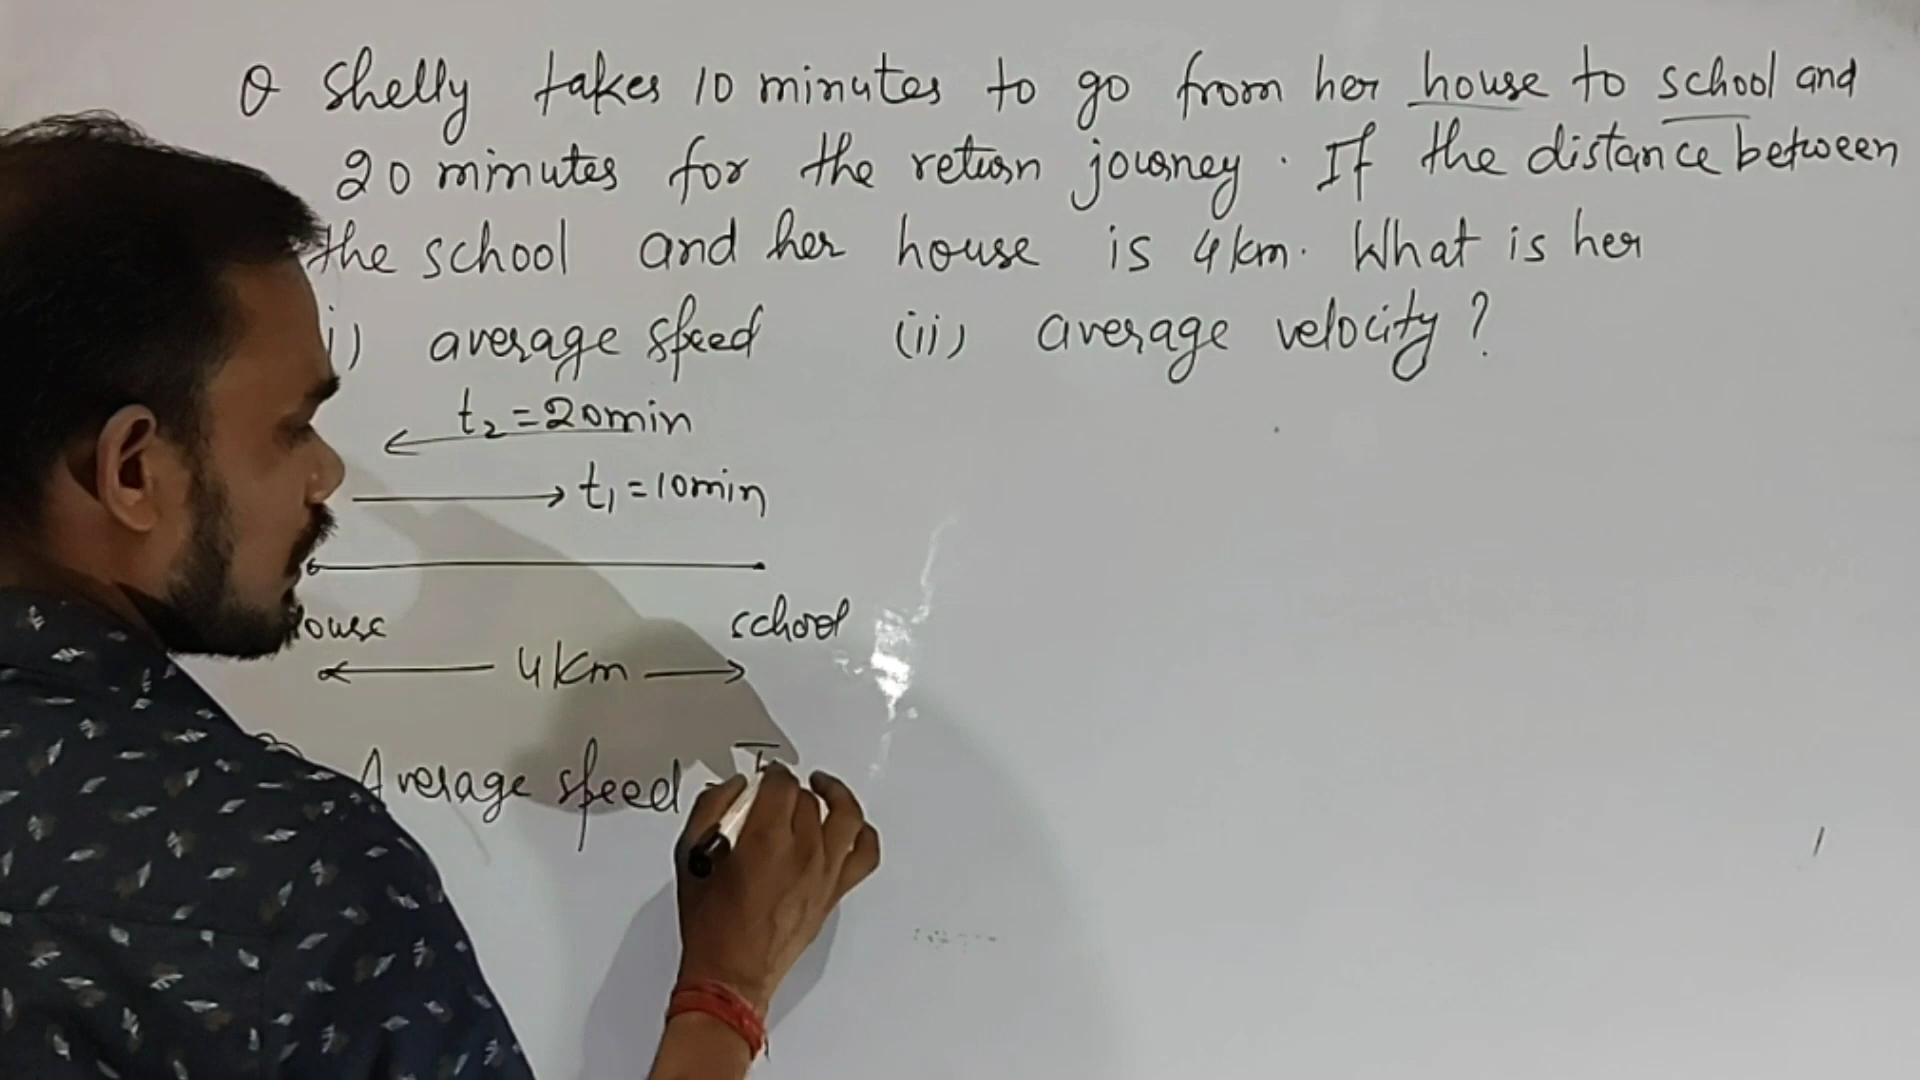 Q Shelly takes 10 minutes to go from her house to school and
20 minutes for the return journey. If the distance between
the school and her house is 4km. What is her
i) average speed (ii) average velocity?
t₂ = 20min
t₁ = 10min
ouse school
4km
Average speed